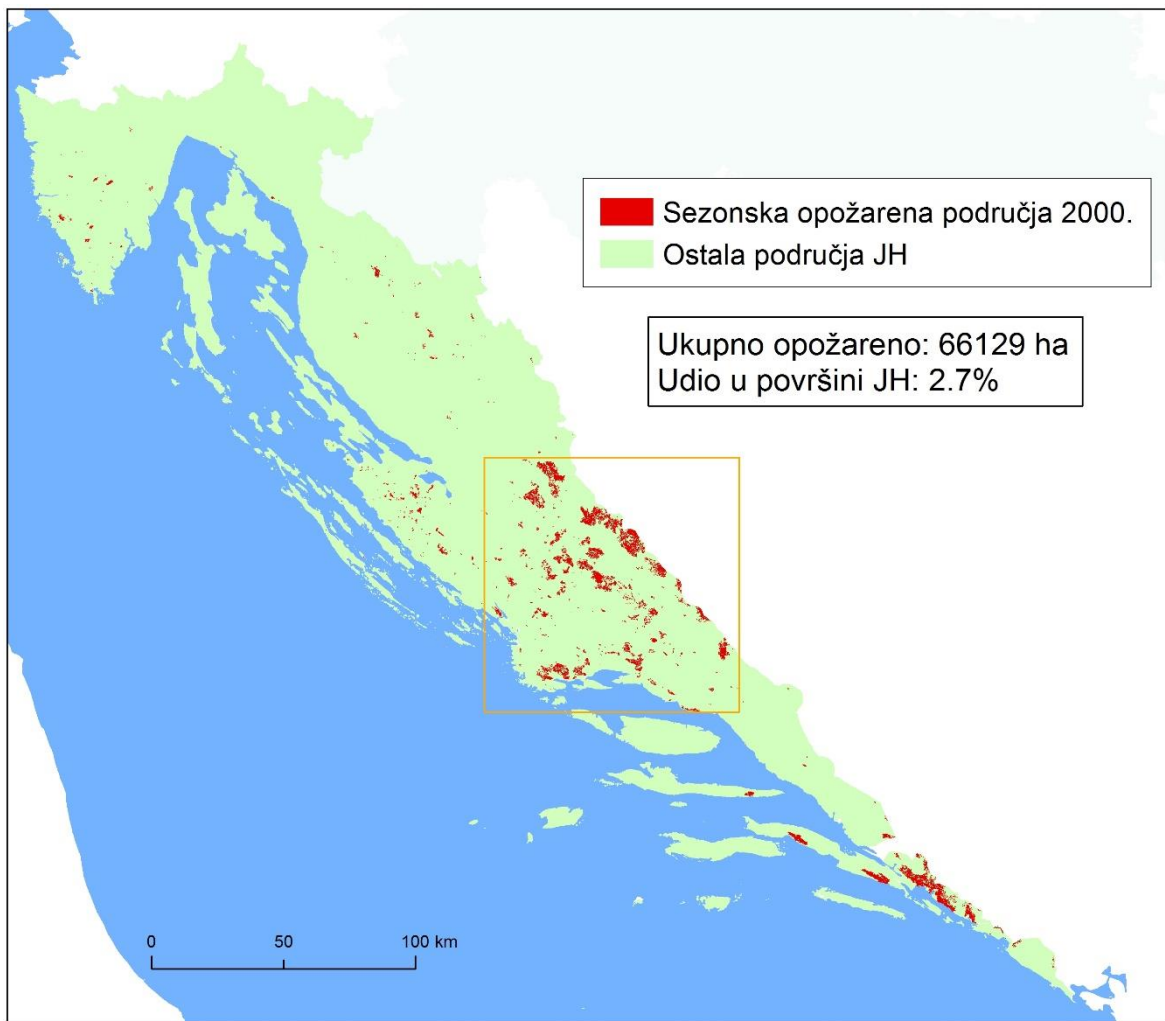 Sezonska opožarena područja 2000.
Ostala područja JH
Ukupno opožareno: 66129 ha
Udio u površini JH: 2.7%
0 50 100 km